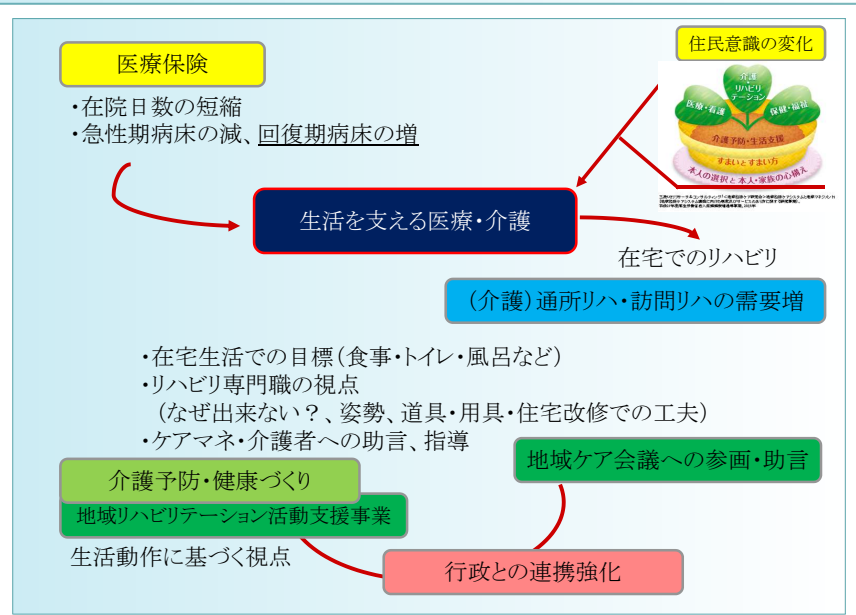 医療保険
・在院日数の短縮
・急性期病床の減、回復期病床の増
住民意識の変化
介護
・
リハビリ
テーション
医療・看護
保健・福祉
介護予防・生活支援
すまいとすまい方
本人の選択と本人・家族の心構え
生活を支える医療・介護
在宅でのリハビリ
（介護）通所リハ・訪問リハの需要増
・在宅生活での目標（食事・トイレ・風呂など）
・リハビリ専門職の視点
（なぜ出来ない？、姿勢、道具・用具・住宅改修での工夫）
・ケアマネ・介護者への助言、指導
地域ケア会議への参画・助言
介護予防・健康づくり
地域リハビリテーション活動支援事業
生活動作に基づく視点
行政との連携強化